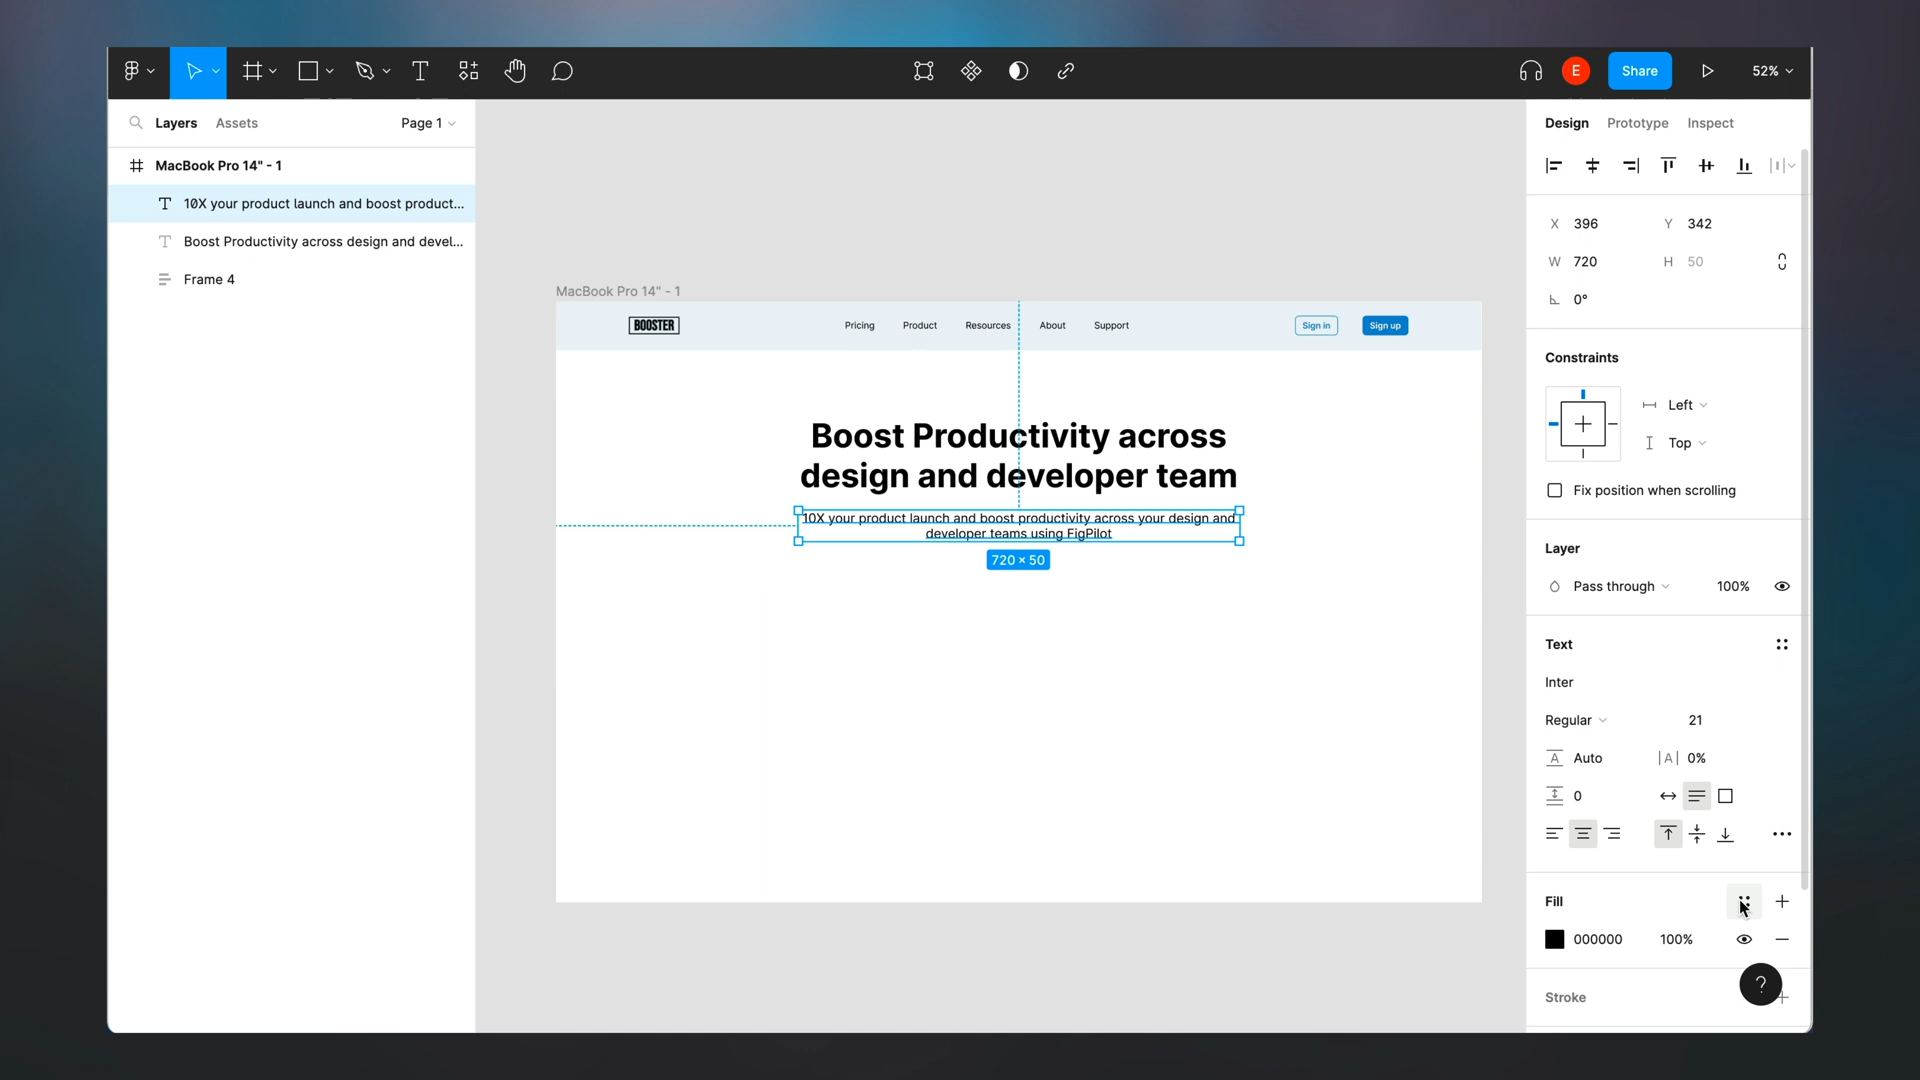 E
Share
52%
Layers
Assets
Page 1
MacBook Pro 14" - 1
10X your product launch and boost product...
Boost Productivity across design and devel...
Frame 4
MacBook Pro 14" - 1
BOOSTER
Pricing
Product
Resources
About
Support
Sign in
Sign up
Boost Productivity across
design and developer team
10X your product launch and boost productivity across your design and
developer teams using FigPilot
720 × 50
Design
Prototype
Inspect
X 396
Y 342
W 720
H 50
0°
Constraints
Left
Top
Fix position when scrolling
Layer
Pass through
100%
Text
Inter
Regular
21
A Auto
|A| 0%
0
Fill
000000
100%
Stroke
?